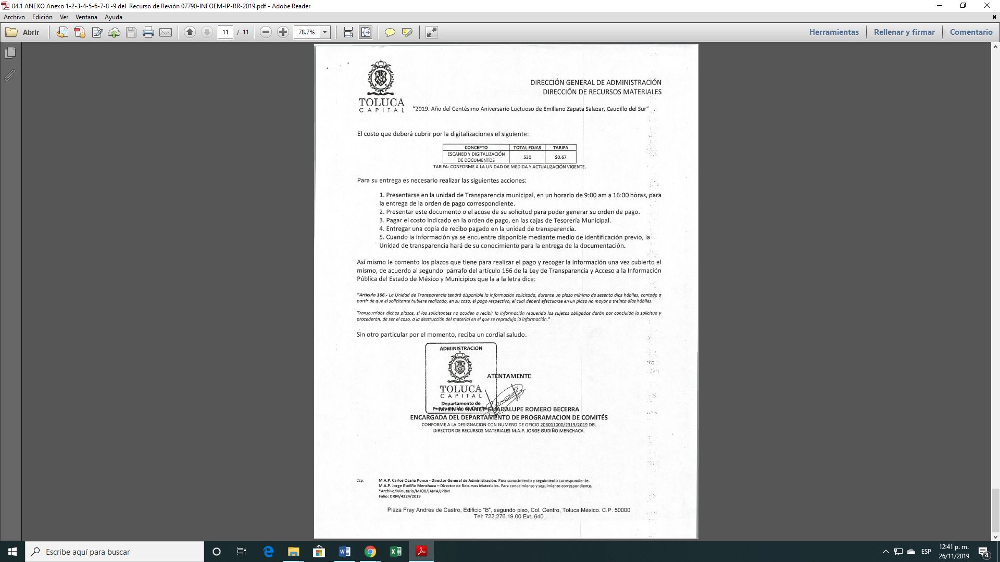 04.1 ANEXO Anexo 1-2-3-4-5-6-7-8 -9 del  Recurso de Revión 07790-INFOEM-IP-RR-2019.pdf - Adobe Reader
Archivo Edición Ver Ventana Ayuda
Abrir 11 / 11 78.7% Herramientas Rellenar y firmar Comentario
TOLUCA
CAPITAL
DIRECCIÓN GENERAL DE ADMINISTRACIÓN
DIRECCIÓN DE RECURSOS MATERIALES
"2019. Año del Centésimo Aniversario Luctuoso de Emiliano Zapata Salazar, Caudillo del Sur"
El costo que deberá cubrir por la digitalizaciones el siguiente:
CONCEPTO TOTAL FOJAS TARIFA
ESCANEO Y DIGITALIZACIÓN
DE DOCUMENTOS 530 $0.67
TARIFA: CONFORME A LA UNIDAD DE MEDIDA Y ACTUALIZACIÓN VIGENTE.
Para su entrega es necesario realizar las siguientes acciones:
1. Presentarse en la unidad de Transparencia municipal, en un horario de 9:00 am a 16:00 horas, para
la entrega de la orden de pago correspondiente.
2. Presentar este documento o el acuse de su solicitud para poder generar su orden de pago.
3. Pagar el costo indicado en la orden de pago, en las cajas de Tesorería Municipal.
4. Entregar una copia de recibo pagado en la unidad de transparencia.
5. Cuando la información ya se encuentre disponible mediante medio de identificación previo, la
Unidad de transparencia hará de su conocimiento para la entrega de la documentación.
Así mismo le comento los plazos que tiene para realizar el pago y recoger la información una vez cubierto el
mismo, de acuerdo al segundo párrafo del artículo 166 de la Ley de Transparencia y Acceso a la Información
Pública del Estado de México y Municipios que la a la letra dice:
"Articulo 166.- La Unidad de Transparencia tendrá disponible la información solicitada, durante un plazo mínimo de sesenta días hábiles, contado a
partir de que el solicitante hubiere realizado, en su caso, el pago respectivo, el cual deberá efectuarse en un plazo no mayor a treinta días hábiles.
Transcurridos dichos plazos, si los solicitantes no acuden a recibir la información requerida los sujetos obligados darán por concluida la solicitud y
procederán, de ser el caso, a la destrucción del material en el que se reprodujo la información."
Sin otro particular por el momento, reciba un cordial saludo.
ADMINISTRACION
TOLUCA
CAPITAL
Departamento de
Programación de Comité
ATENTAMENTE
M. EN A. NANCY GUADALUPE ROMERO BECERRA
ENCARGADA DEL DEPARTAMENTO DE PROGRAMACION DE COMITÉS
CONFORME A LA DESIGNACION CON NUMERO DE OFICIO 206011000/2319/2019 DEL
DIRECTOR DE RECURSOS MATERIALES M.A.P. JORGE GUDIÑO MENCHACA.
Ccp. M.A.P. Carlos Ocaña Ponce - Director General de Administración. Para conocimiento y seguimiento correspondiente.
M.A.P. Jorge Gudiño Menchaca – Director de Recursos Materiales. Para conocimiento y seguimiento correspondiente.
*Archivo/Minutario/MJOB/JAMA/JPRM
Folio: DRM/4324/2019
Plaza Fray Andrés de Castro, Edificio "B", segundo piso, Col. Centro, Toluca México. C.P. 50000
Tel: 722.276.19.00 Ext. 640
Escribe aquí para buscar
ESP
12:41 p. m.
26/11/2019
4